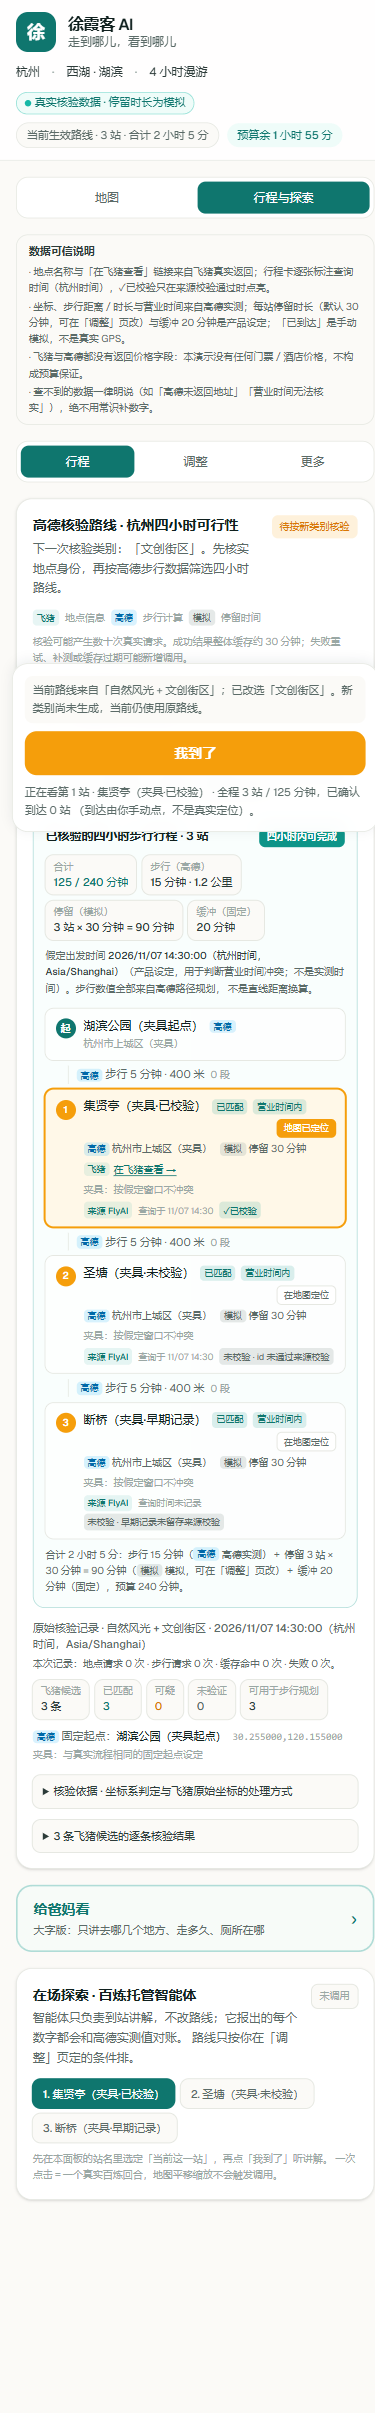 徐
徐霞客 AI
走到哪儿，看到哪儿
杭州 · 西湖·湖滨 · 4 小时漫游
真实核验数据·停留时长为模拟
当前生效路线·3 站·合计 2 小时 5 分
预算余 1 小时 55 分
地图
行程与探索
数据可信说明
· 地点名称与「在飞猪查看」链接来自飞猪真实返回；行程卡逐张标注查询
时间（杭州时间），✓已校验只在来源校验通过时点亮。
· 坐标、步行距离 / 时长与营业时间来自高德实测；每站停留时长（默认 30
分钟，可在「调整」页改）与缓冲 20 分钟是产品设定；「已到达」是手动
模拟，不是真实 GPS。
· 飞猪与高德都没有返回价格字段：本演示没有任何门票 / 酒店价格，不构
成预算保证。
· 查不到的数据一律明说（如「高德未返回地址」「营业时间无法核
实」），绝不用常识补数字。
行程
调整
更多
高德核验路线·杭州四小时可行性
待按新类别核验
下一次核验类别：「文创街区」。先核实
地点身份，再按高德步行数据筛选四小时
路线。
飞猪 地点信息 高德 步行计算 模拟 停留时间
核验可能产生数十次真实请求。成功结果整体缓存约 30 分钟；失败重
试、补测或缓存过期可能新增调用。
当前路线来自「自然风光 + 文创街区」；已改选「文创街区」。新
类别尚未生成，当前仍使用原路线。
我到了
正在看第 1 站·集贤亭（夹具·已校验）·全程 3 站 / 125 分钟，已确认
到达 0 站 （到达由你手动点，不是真实定位）。
已核验的四小时步行行程·3 站
四小时内可完成
合计
125 / 240 分钟
步行（高德）
15 分钟·1.2 公里
停留（模拟）
3 站 × 30 分钟 = 90 分钟
缓冲（固定）
20 分钟
假定出发时间 2026/11/07 14:30:00（杭州时间，
Asia/Shanghai）（产品设定，用于判断营业时间冲突；不是实测时
间）。步行数值全部来自高德路径规划，不是直线距离换算。
起 湖滨公园（夹具起点） 高德
杭州市上城区（夹具）
高德 步行 5 分钟·400 米 0 段
1 集贤亭（夹具·已校验） 已匹配 营业时间内
地图已定位
高德 杭州市上城区（夹具） 模拟 停留 30 分钟
飞猪 在飞猪查看 →
夹具：按假定窗口不冲突
来源 FlyAI 查询于 11/07 14:30 ✓已校验
高德 步行 5 分钟·400 米 0 段
2 圣塘（夹具·未校验） 已匹配 营业时间内
在地图定位
高德 杭州市上城区（夹具） 模拟 停留 30 分钟
夹具：按假定窗口不冲突
来源 FlyAI 查询于 11/07 14:30 未校验·id 未通过来源校验
高德 步行 5 分钟·400 米 0 段
3 断桥（夹具·早期记录） 已匹配 营业时间内
在地图定位
高德 杭州市上城区（夹具） 模拟 停留 30 分钟
夹具：按假定窗口不冲突
来源 FlyAI 查询时间未记录
未校验·早期记录未留存来源校验
合计 2 小时 5 分：步行 15 分钟（高德 高德实测）+ 停留 3 站 ×
30 分钟 = 90 分钟（模拟 模拟，可在「调整」页改）+ 缓冲 20
分钟（固定），预算 240 分钟。
原始核验记录·自然风光 + 文创街区·2026/11/07 14:30:00（杭州
时间，Asia/Shanghai）
本次记录：地点请求 0 次·步行请求 0 次·缓存命中 0 次·失败 0 次。
飞猪候选
3 条
已匹配
3
可疑
0
未验证
0
可用于步行规划
3
高德 固定起点：湖滨公园（夹具起点） 30.255000,120.155000
夹具：与真实流程相同的固定起点设定
▶ 核验依据·坐标系判定与飞猪原始坐标的处理方式
▶ 3 条飞猪候选的逐条核验结果
给爸妈看
大字版：只讲去哪几个地方、走多久、厕所在哪
›
在场探索·百炼托管智能体
未调用
智能体只负责到站讲解，不改路线；它报出的每个
数字都会和高德实测值对账。 路线只按你在「调
整」页定的条件排。
1. 集贤亭（夹具·已校验）
2. 圣塘（夹具·未校验）
3. 断桥（夹具·早期记录）
先在本面板的站名里选定「当前这一站」，再点「我到了」听讲解。 一次
点击 = 一个真实百炼回合，地图平移缩放不会触发调用。